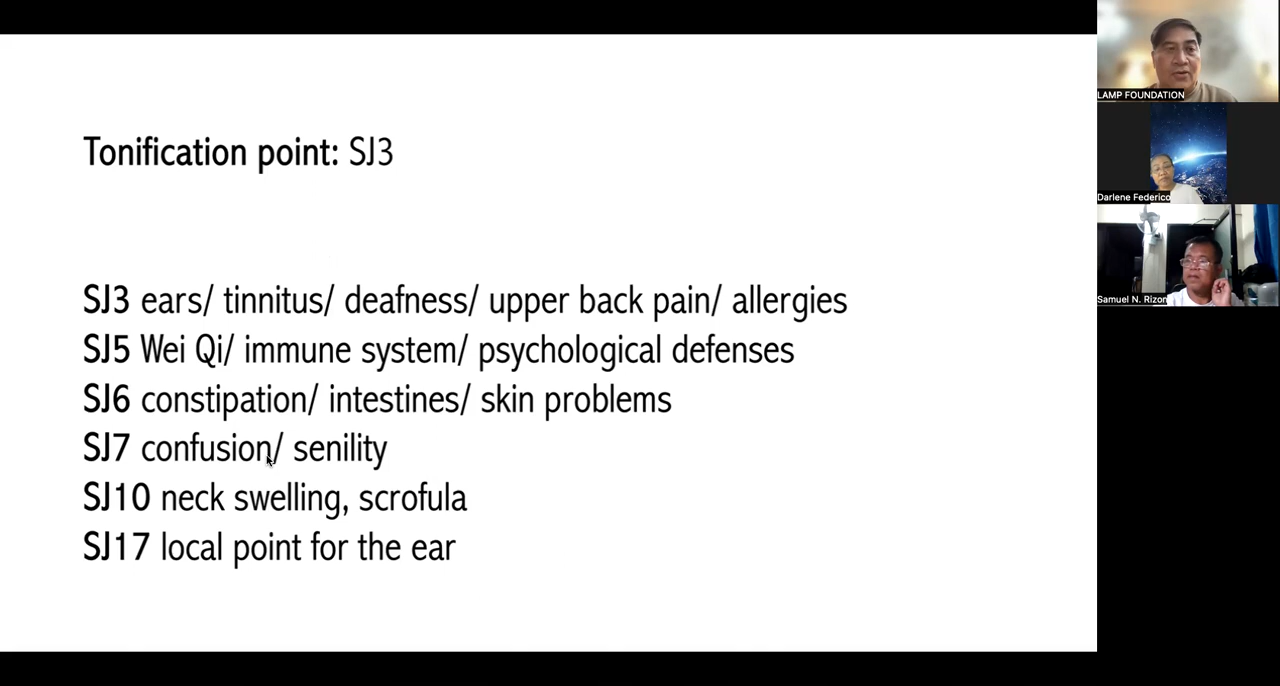 Tonification point: SJ3
SJ3 ears/ tinnitus/ deafness/ upper back pain/ allergies
SJ5 Wei Qi/ immune system/ psychological defenses
SJ6 constipation/ intestines/ skin problems
SJ7 confusion/ senility
SJ10 neck swelling, scrofula
SJ17 local point for the ear
LAMP FOUNDATION
Darlene Federico
Samuel N. Rizon